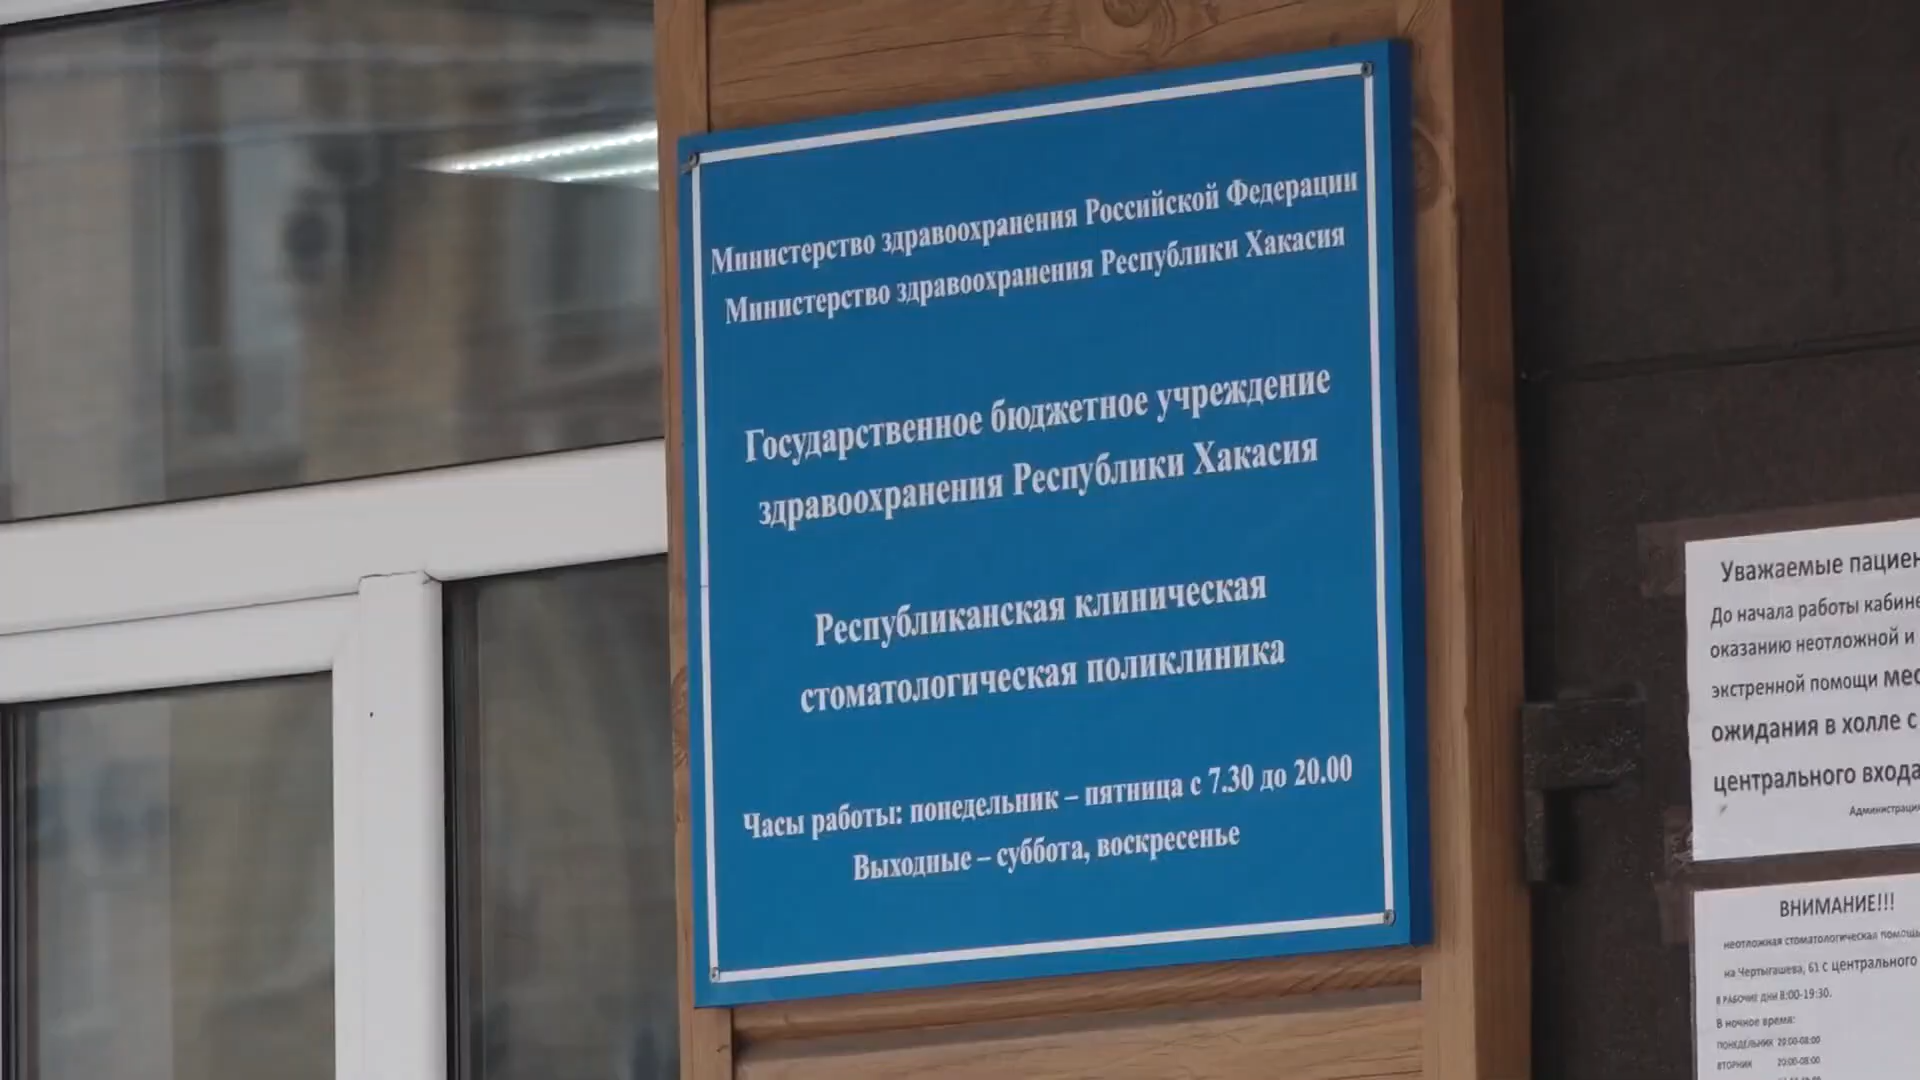 Министерство здравоохранения Российской Федерации
Министерство здравоохранения Республики Хакасия
Государственное бюджетное учреждение
здравоохранения Республики Хакасия
Республиканская клиническая
стоматологическая поликлиника
Часы работы: понедельник – пятница с 7.30 до 20.00
Выходные – суббота, воскресенье
Уважаемые пациен
До начала работы кабине
оказанию неотложной и
экстренной помощи мес
ожидания в холле с
центрального входа
Администраци
ВНИМАНИЕ!!!
неотложная стоматологическая помощь
на Чертыгашева, 61 с центрального
В РАБОЧИЕ ДНИ 8:00-19:30.
В ночное время:
ПОНЕДЕЛЬНИК 20:00-08:00
ВТОРНИК 20:00-08:00